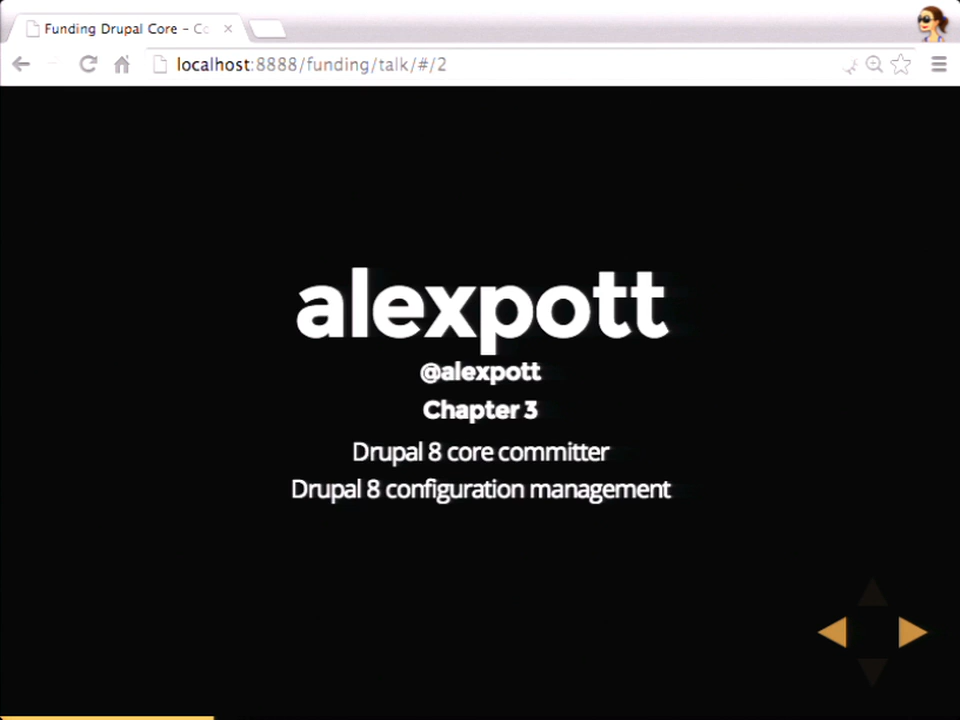 Funding Drupal Core – Co
localhost:8888/funding/talk/#/2
alexpott
@alexpott
Chapter 3
Drupal 8 core committer
Drupal 8 configuration management